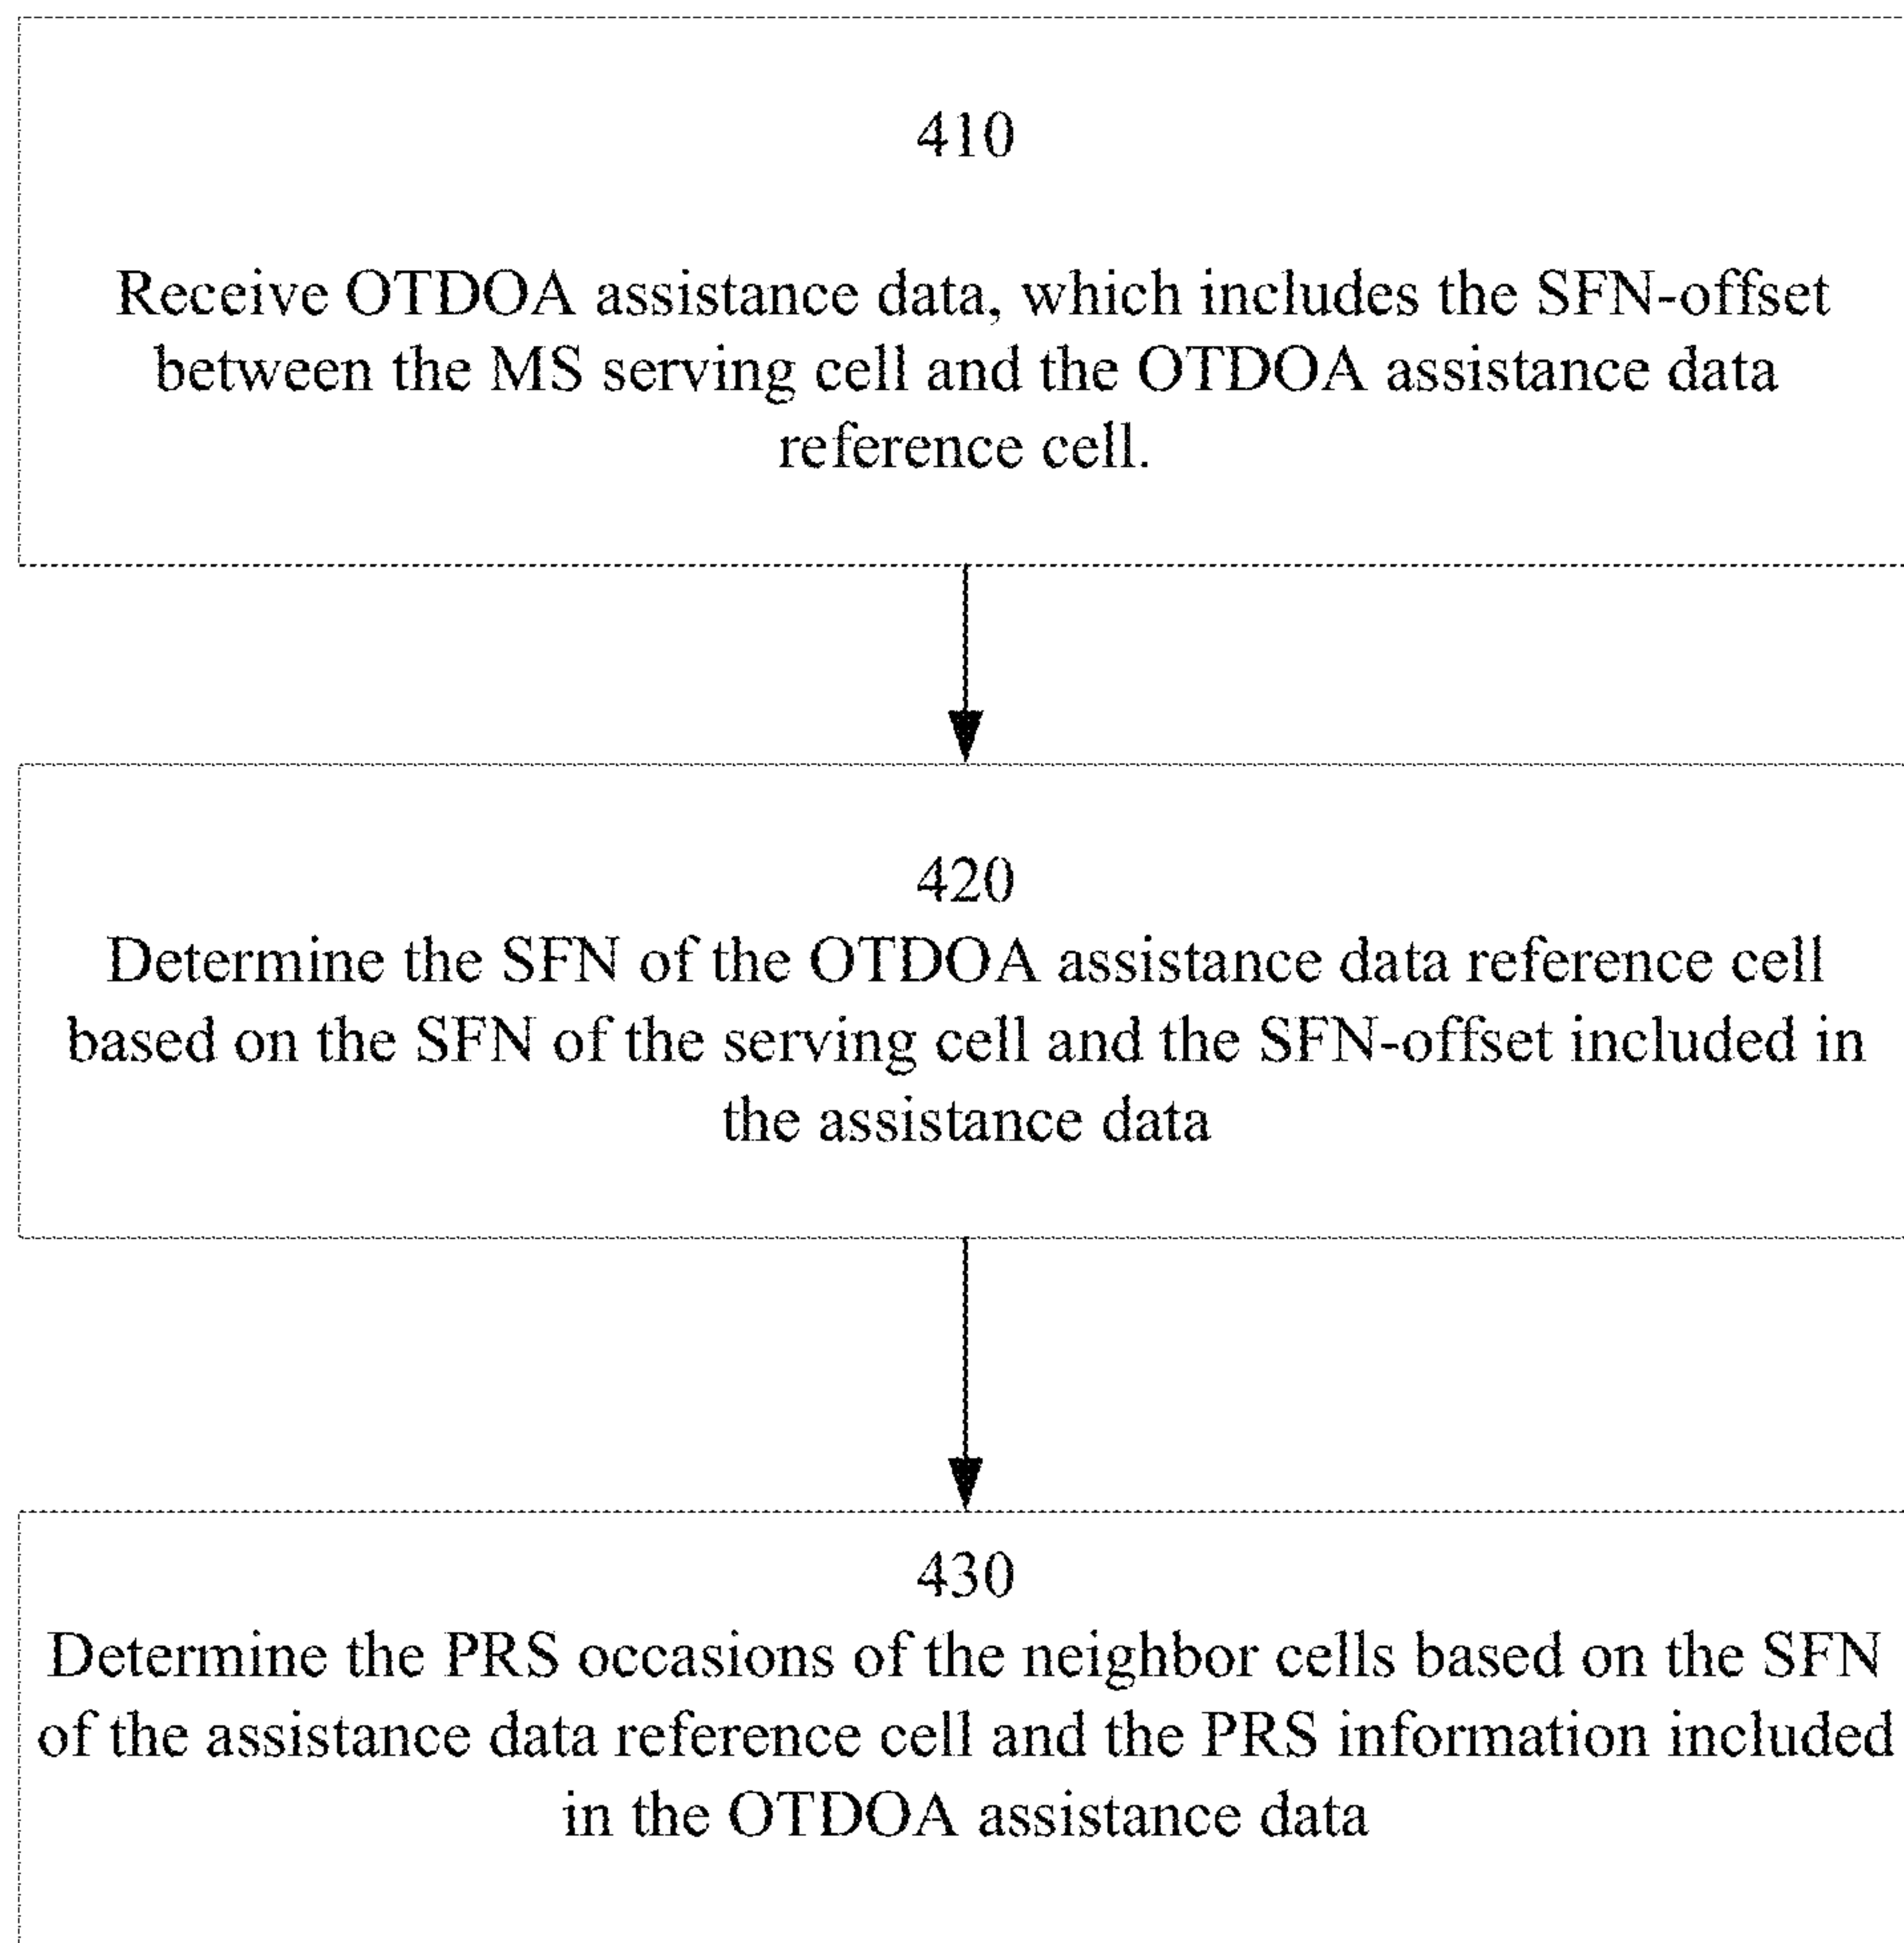 410
Receive OTDOA assistance data, which includes the SFN-offset
between the MS serving cell and the OTDOA assistance data
reference cell.
420
Determine the SFN of the OTDOA assistance data reference cell
based on the SFN of the serving cell and the SFN-offset included in
the assistance data
430
Determine the PRS occasions of the neighbor cells based on the SFN
of the assistance data reference cell and the PRS information included
in the OTDOA assistance data